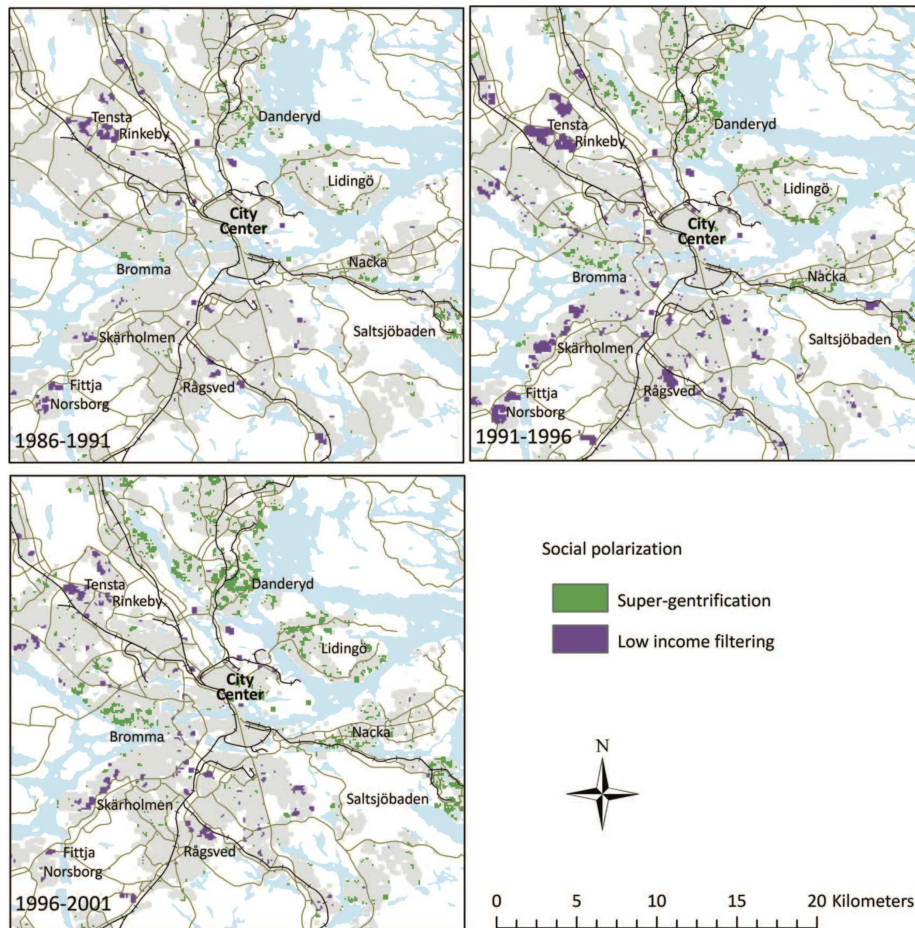 Tensta
Rinkeby
Danderyd
Lidingö
City
Center
Bromma
Nacka
Skärholmen
Saltsjöbaden
Fittja
Norsborg
Rågsved
1986-1991
Tensta
Rinkeby
Danderyd
Lidingö
City
Center
Bromma
Nacka
Skärholmen
Saltsjöbaden
Fittja
Norsborg
Rågsved
1991-1996
Tensta
Rinkeby
Danderyd
Lidingö
City
Center
Bromma
Nacka
Skärholmen
Saltsjöbaden
Fittja
Norsborg
Rågsved
1996-2001
Social polarization
Super-gentrification
Low income filtering
N
0 5 10 15 20 Kilometers